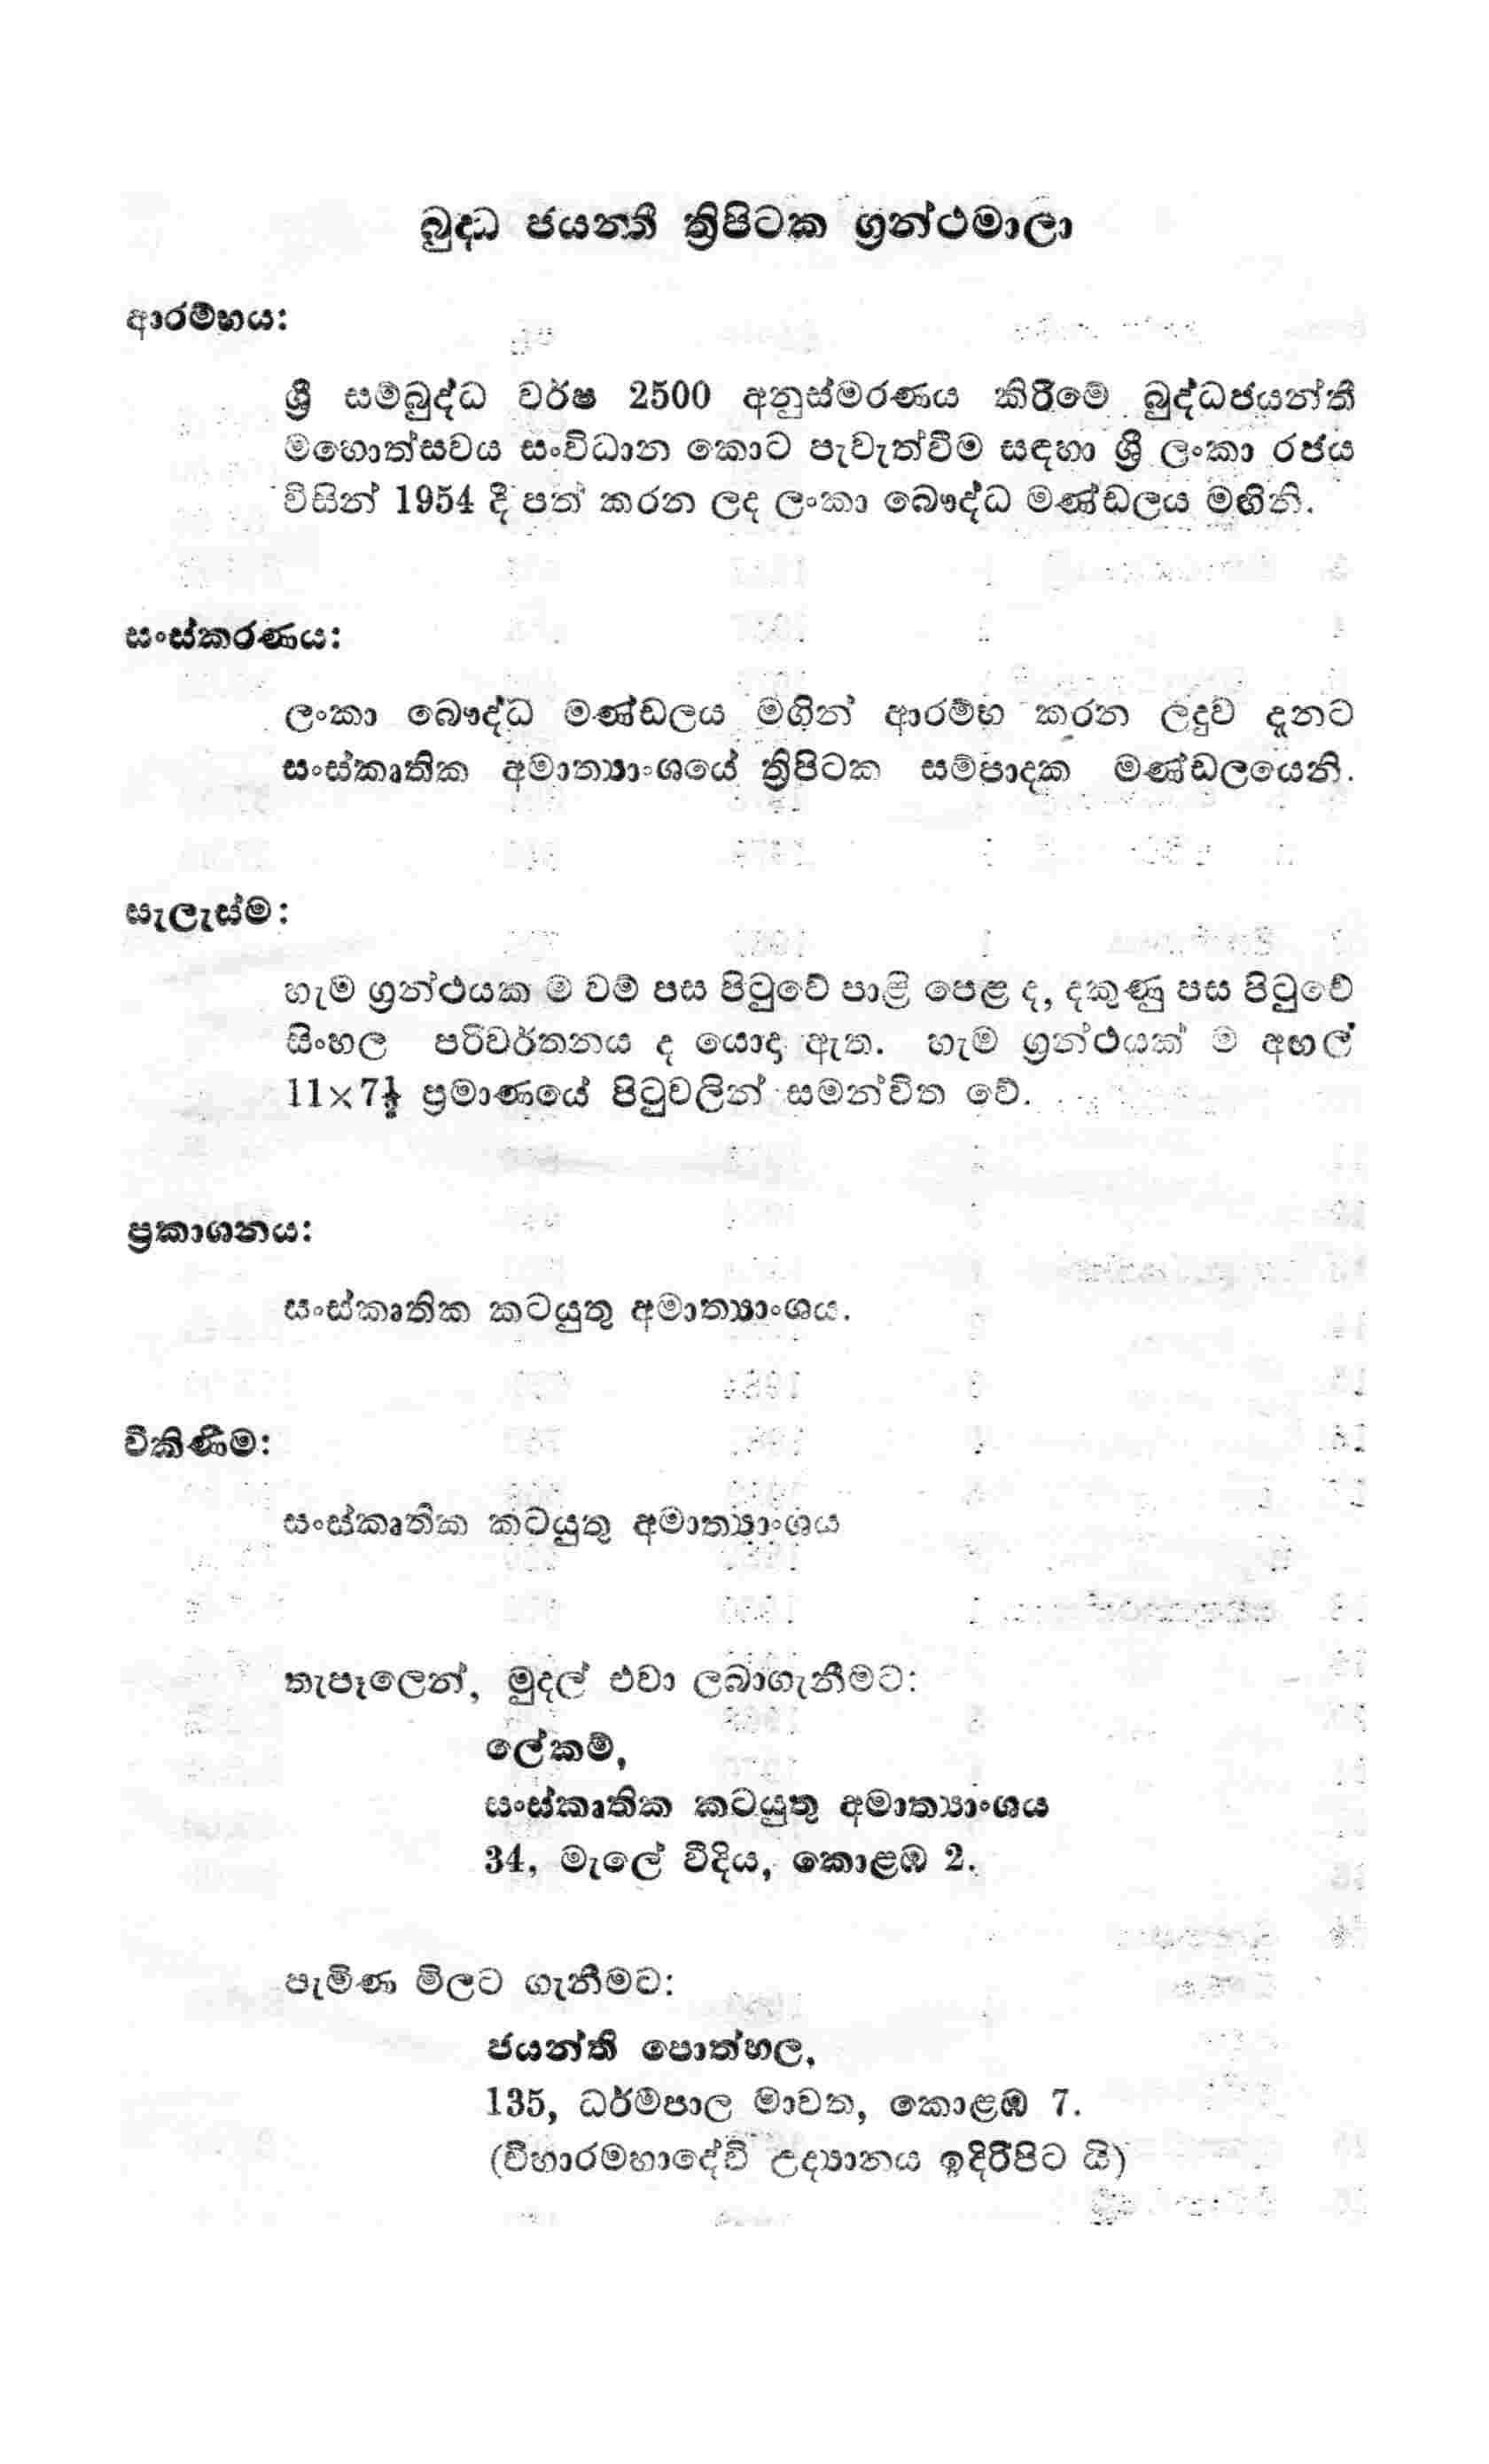 බුද්ධ ජයන්තී ත්‍රිපිටක ග්‍රන්ථමාලා
ආරම්භය:
ශ්‍රී සම්බුද්ධ වර්ෂ 2500 අනුස්මරණය කිරීමේ බුද්ධජයන්තී
මහොත්සවය සංවිධාන කොට පැවැත්වීම සඳහා ශ්‍රී ලංකා රජය
විසින් 1954 දී පත් කරන ලද ලංකා බෞද්ධ මණ්ඩලය මඟිනි.
සංස්කරණය:
ලංකා බෞද්ධ මණ්ඩලය මගින් ආරම්භ කරන ලදුව දැනට
සංස්කෘතික අමාත්‍යාංශයේ ත්‍රිපිටක සම්පාදක මණ්ඩලයෙනි.
සැලැස්ම:
හැම ග්‍රන්ථයක ම වම් පස පිටුවේ පාළි පෙළ ද, දකුණු පස පිටුවේ
සිංහල පරිවර්තනය ද යොදා ඇත. හැම ග්‍රන්ථයක් ම අඟල්
11×7½ ප්‍රමාණයේ පිටුවලින් සමන්විත වේ.
ප්‍රකාශනය:
සංස්කෘතික කටයුතු අමාත්‍යාංශය.
විකිණීම:
සංස්කෘතික කටයුතු අමාත්‍යාංශය
තැපෑලෙන්, මුදල් එවා ලබාගැනීමට:
ලේකම්,
සංස්කෘතික කටයුතු අමාත්‍යාංශය
34, මැලේ වීදිය, කොළඹ 2.
පැමිණ මිලට ගැනීමට:
ජයන්ති පොත්හල,
135, ධර්මපාල මාවත, කොළඹ 7.
(විහාරමහාදේවි උද්‍යානය ඉදිරිපිට යි)